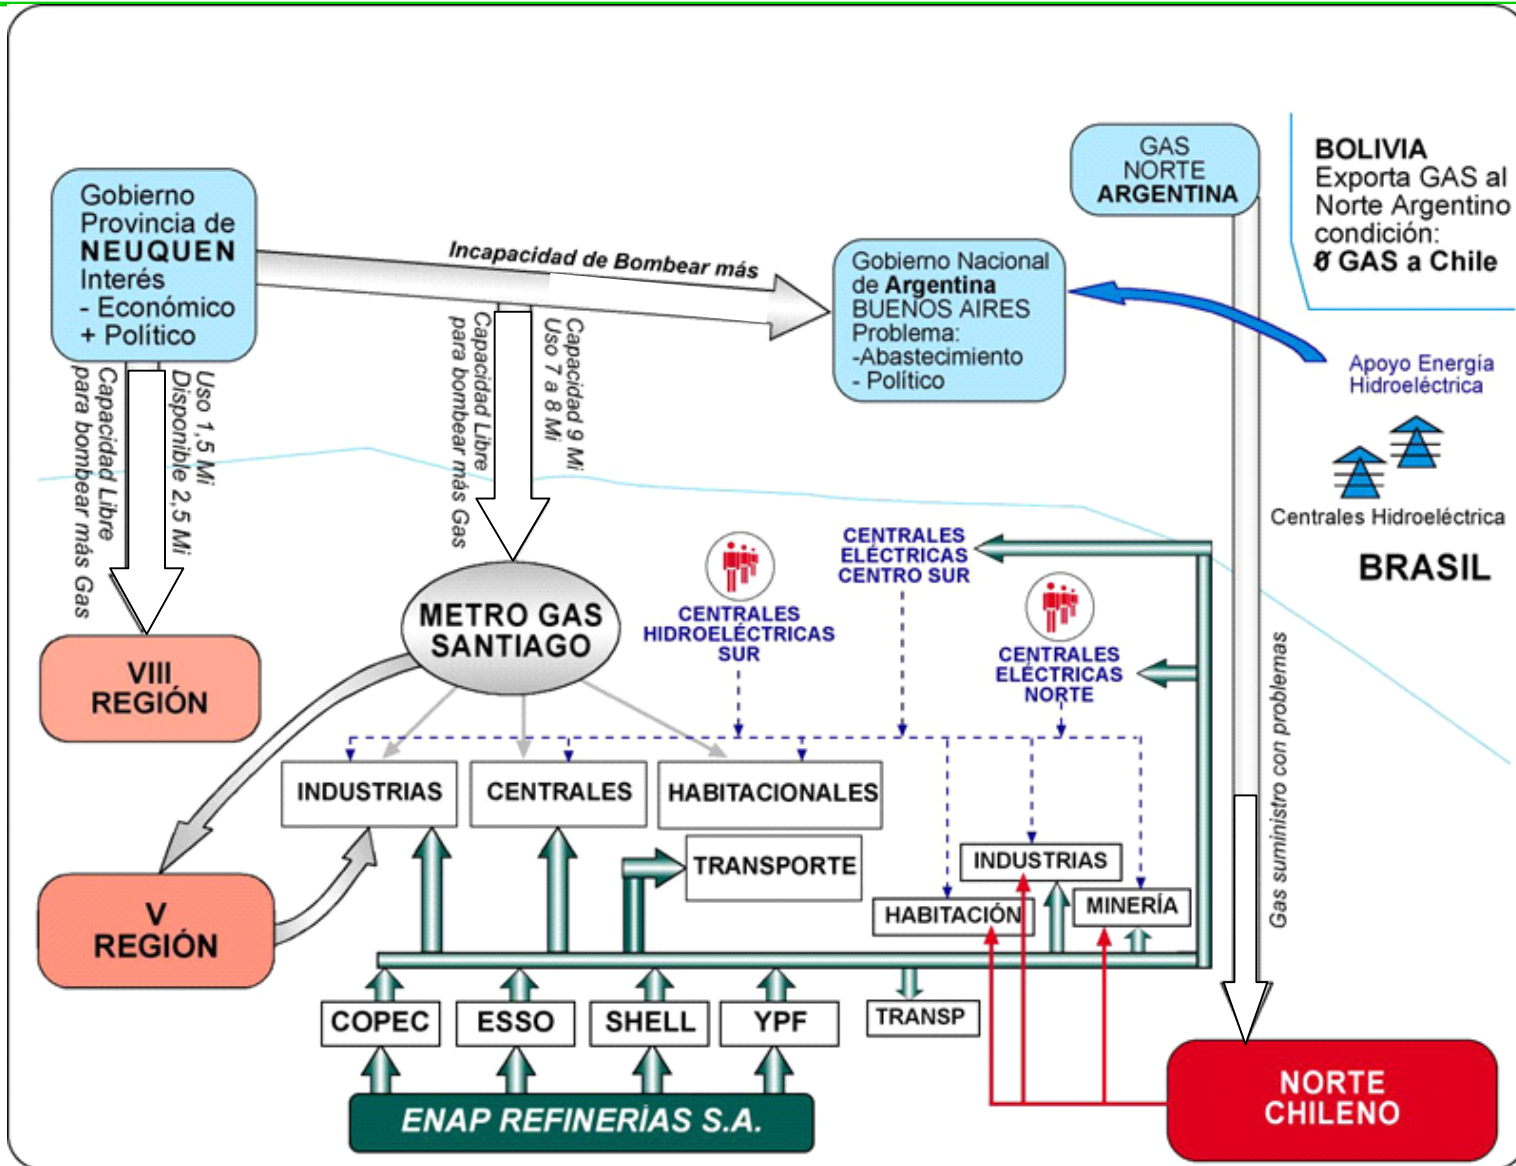 Gobierno
Provincia de
NEUQUEN
Interés
- Económico
+ Político
Incapacidad de Bombear más
Gobierno Nacional
de Argentina
BUENOS AIRES
Problema:
-Abastecimiento
- Político
GAS
NORTE
ARGENTINA
BOLIVIA
Exporta GAS al
Norte Argentino
condición:
GAS a Chile
Apoyo Energía
Hidroeléctrica
Centrales Hidroeléctrica
BRASIL
Uso 1,5 Mi
Disponible 2,5 Mi
Capacidad Libre
para bombear más Gas
Capacidad 9 Mi
Uso 7 a 8 Mi
Capacidad Libre
para bombear más Gas
VIII
REGIÓN
METRO GAS
SANTIAGO
CENTRALES
HIDROELÉCTRICAS
SUR
CENTRALES
ELÉCTRICAS
CENTRO SUR
CENTRALES
ELÉCTRICAS
NORTE
Gas suministro con problemas
INDUSTRIAS
CENTRALES
HABITACIONALES
TRANSPORTE
INDUSTRIAS
HABITACIÓN
MINERÍA
V
REGIÓN
COPEC
ESSO
SHELL
YPF
TRANSP
ENAP REFINERÍAS S.A.
NORTE
CHILENO